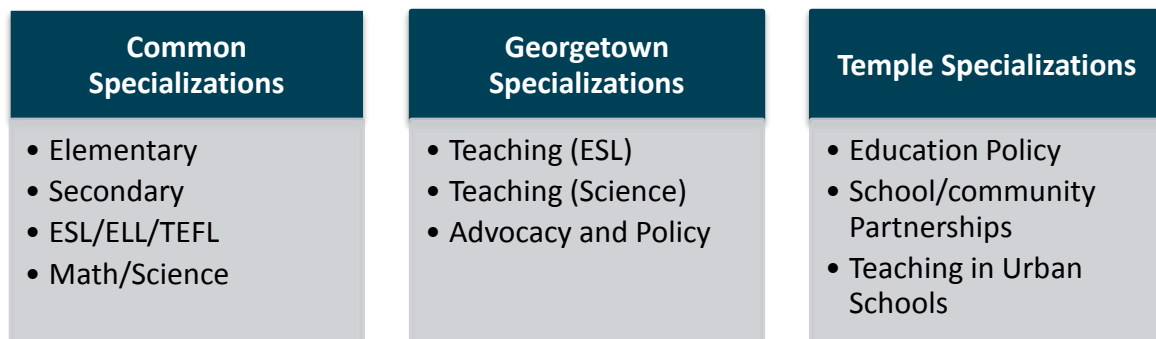 Common
Specializations
• Elementary
• Secondary
• ESL/ELL/TEFL
• Math/Science
Georgetown
Specializations
• Teaching (ESL)
• Teaching (Science)
• Advocacy and Policy
Temple Specializations
• Education Policy
• School/community
Partnerships
• Teaching in Urban
Schools